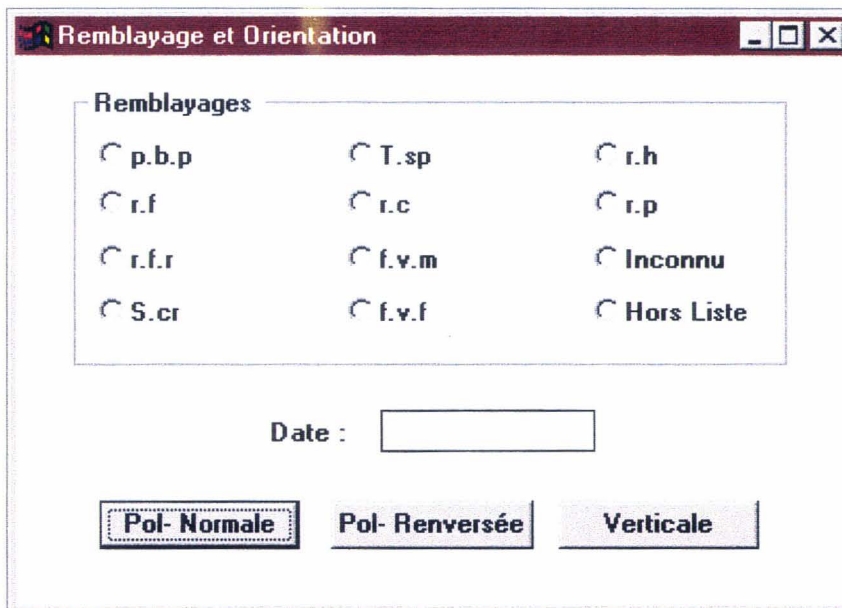 Remblayage et Orientation
Remblayages
p.b.p T.sp r.h
r.f r.c r.p
r.f.r f.v.m Inconnu
S.cr f.v.f Hors Liste
Date :
Pol- Normale Pol- Renversée Verticale